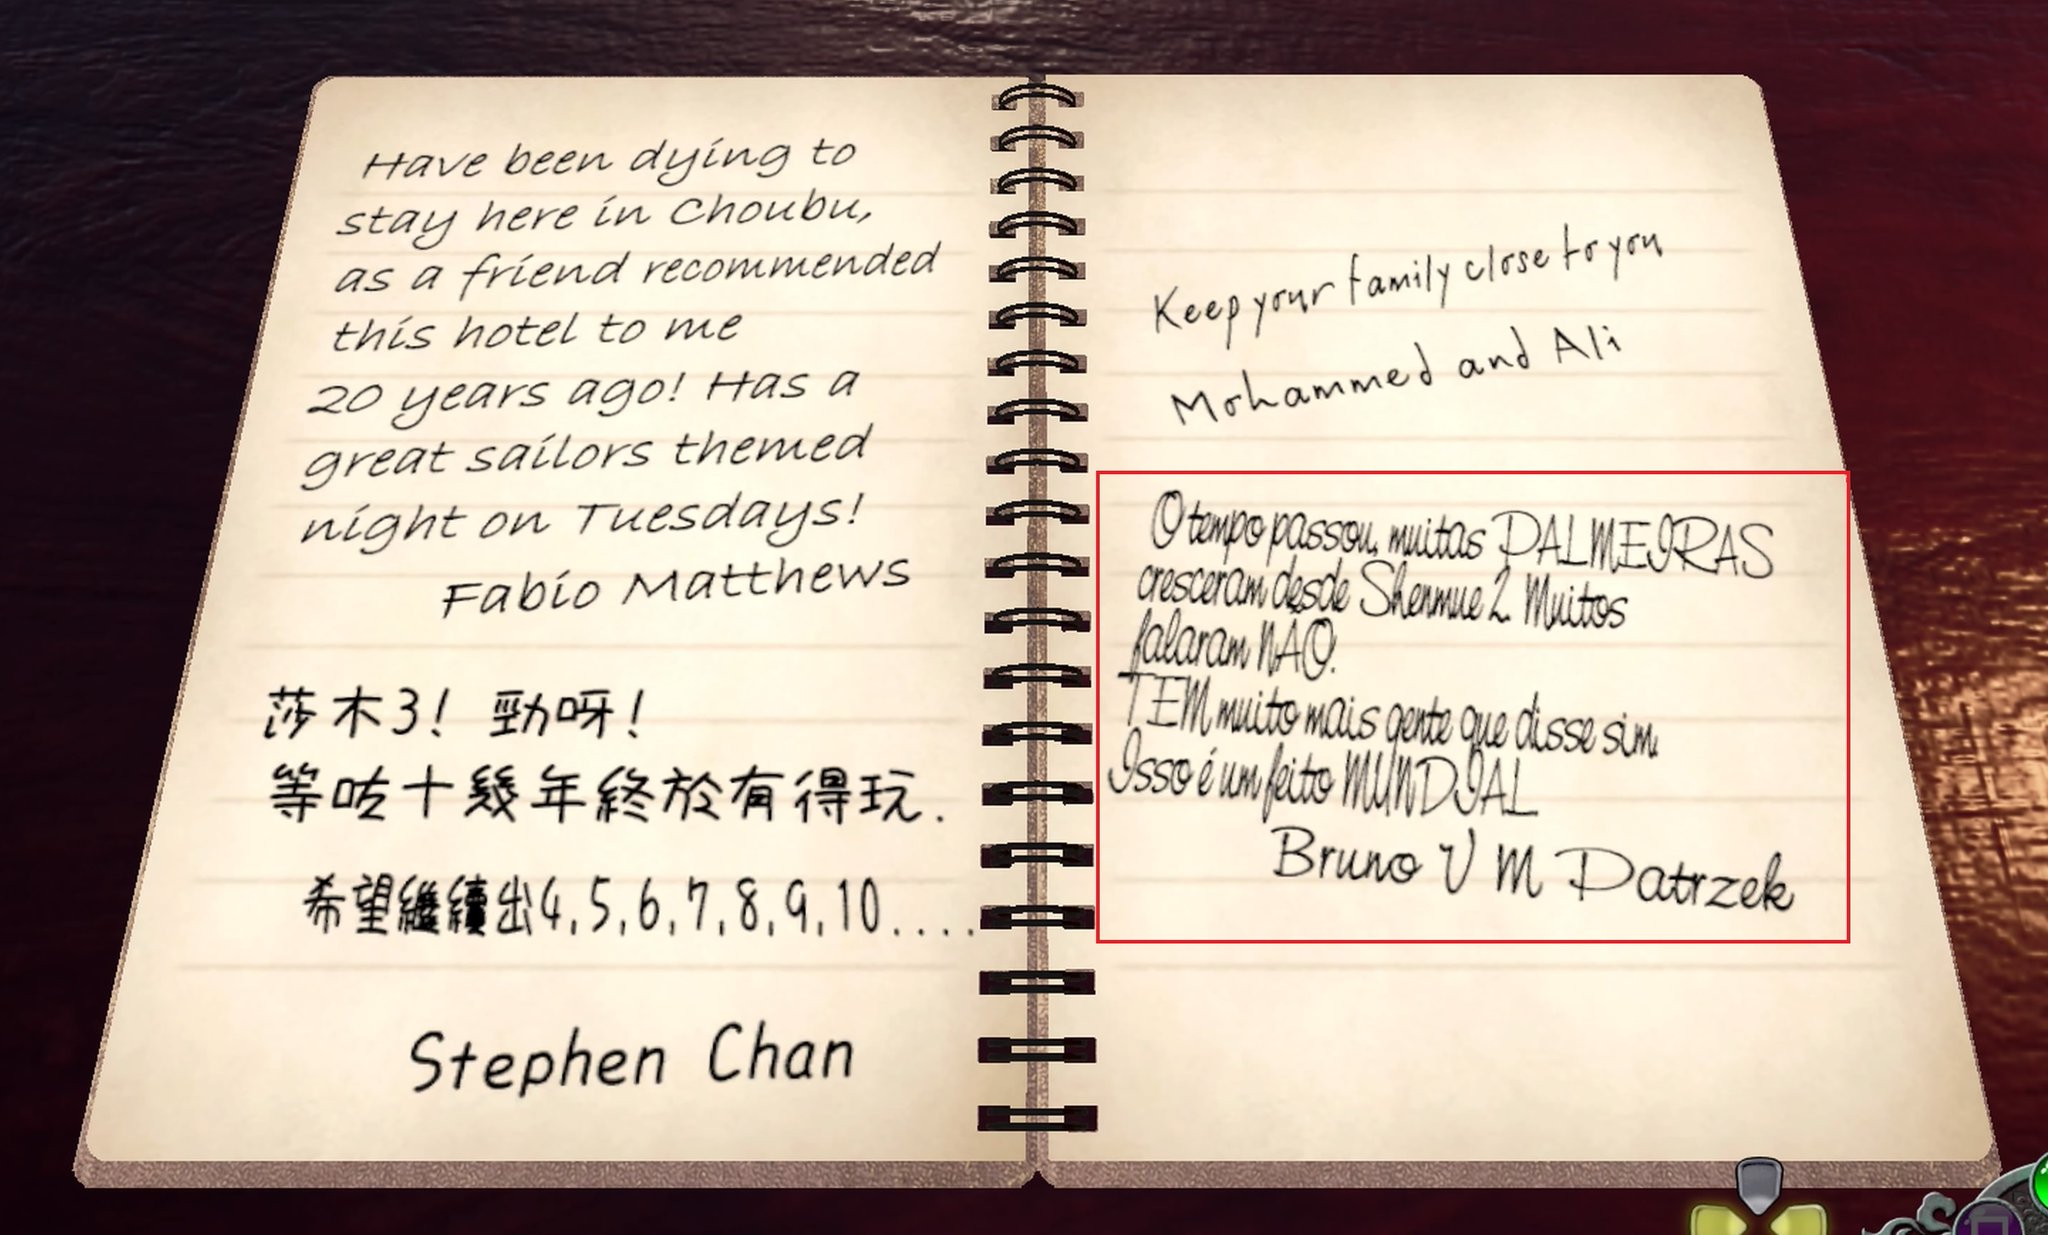 Have been dying to
stay here in Choubu,
as a friend recommended
this hotel to me
20 years ago! Has a
great sailors themed
night on Tuesdays!
Fabio Matthews
莎木3! 勁呀!
等咗十幾年終於有得玩.
希望繼續出4,5,6,7,8,9,10....
Stephen Chan
Keep your family close to you
Mohammed and Ali
O tempo passou, muitas PALMEIRAS
cresceram desde Shenmue 2. Muitos
falaram NÃO.
TEM muito mais gente que disse sim.
Isso é um feito MUNDIAL
Bruno V M Patrzek